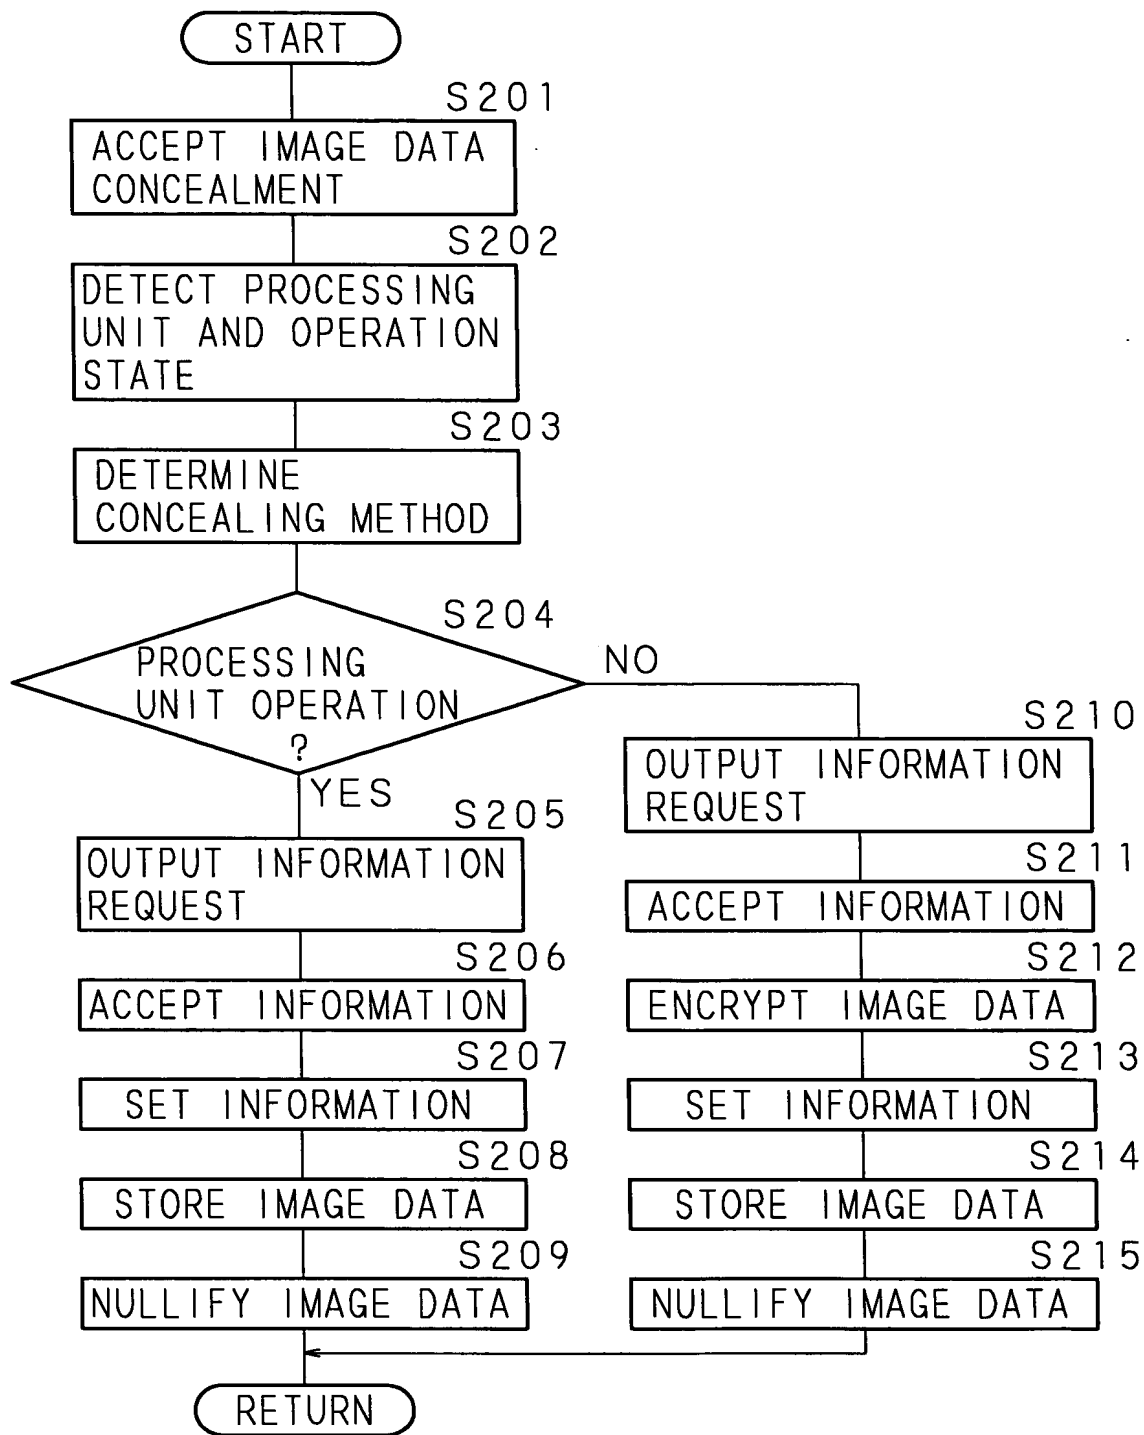 START
S201
ACCEPT IMAGE DATA
CONCEALMENT
S202
DETECT PROCESSING
UNIT AND OPERATION
STATE
S203
DETERMINE
CONCEALING METHOD
S204
PROCESSING
UNIT OPERATION
?
NO
YES
S205
OUTPUT INFORMATION
REQUEST
S206
ACCEPT INFORMATION
S207
SET INFORMATION
S208
STORE IMAGE DATA
S209
NULLIFY IMAGE DATA
S210
OUTPUT INFORMATION
REQUEST
S211
ACCEPT INFORMATION
S212
ENCRYPT IMAGE DATA
S213
SET INFORMATION
S214
STORE IMAGE DATA
S215
NULLIFY IMAGE DATA
RETURN